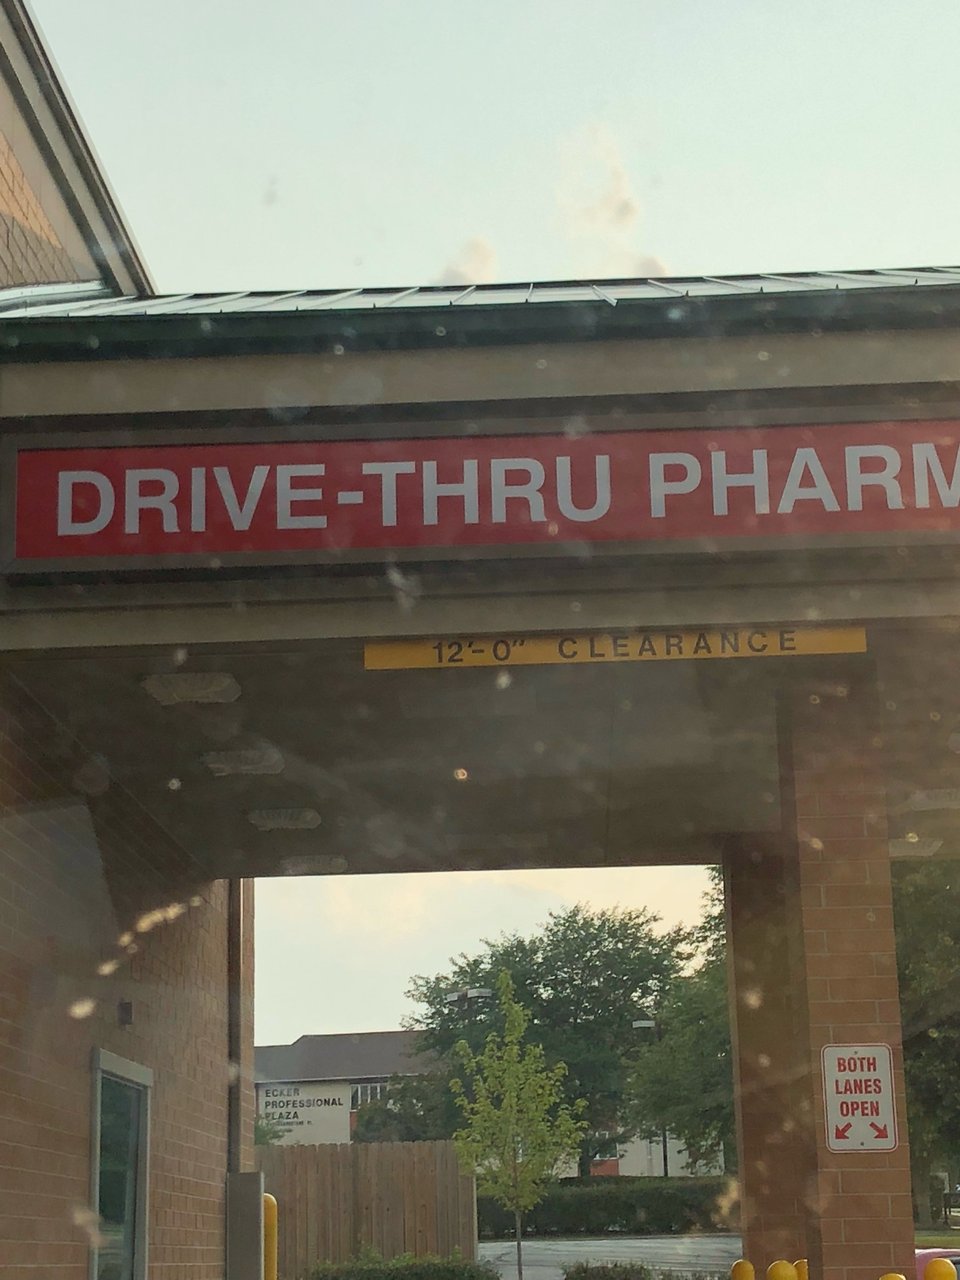 DRIVE-THRU PHARM
12'-0" CLEARANCE
ECKER
PROFESSIONAL
PLAZA
BOTH
LANES
OPEN